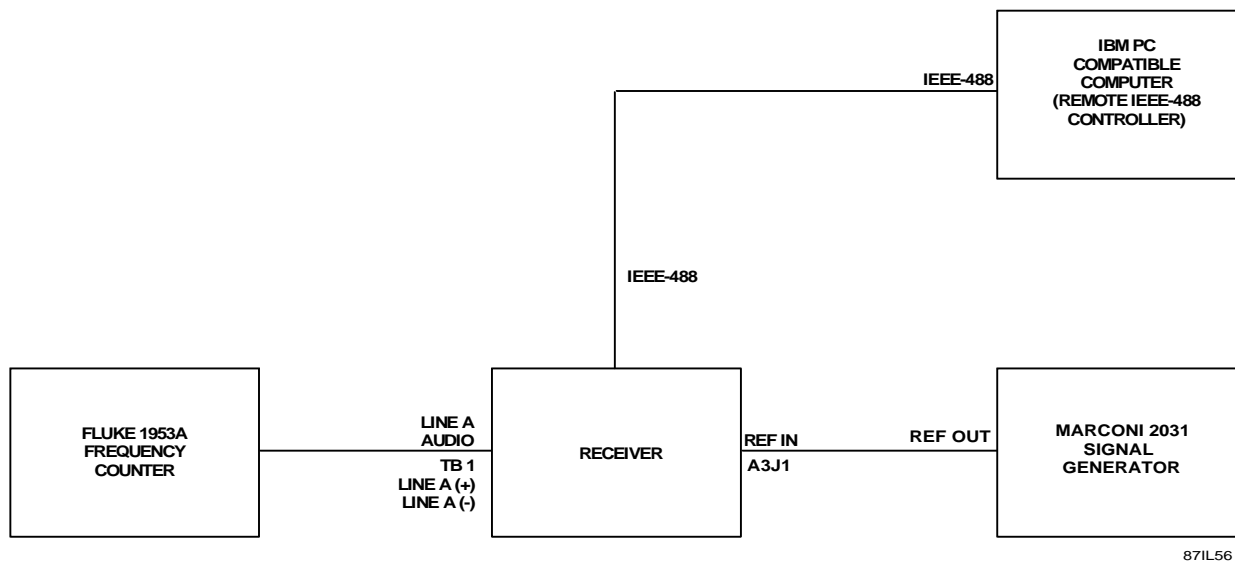 IBM PC
COMPATIBLE
COMPUTER
(REMOTE IEEE-488
CONTROLLER)
IEEE-488
IEEE-488
FLUKE 1953A
FREQUENCY
COUNTER
LINE A
AUDIO
TB 1
LINE A (+)
LINE A (-)
RECEIVER
REF IN
A3J1
REF OUT
MARCONI 2031
SIGNAL
GENERATOR
87IL56